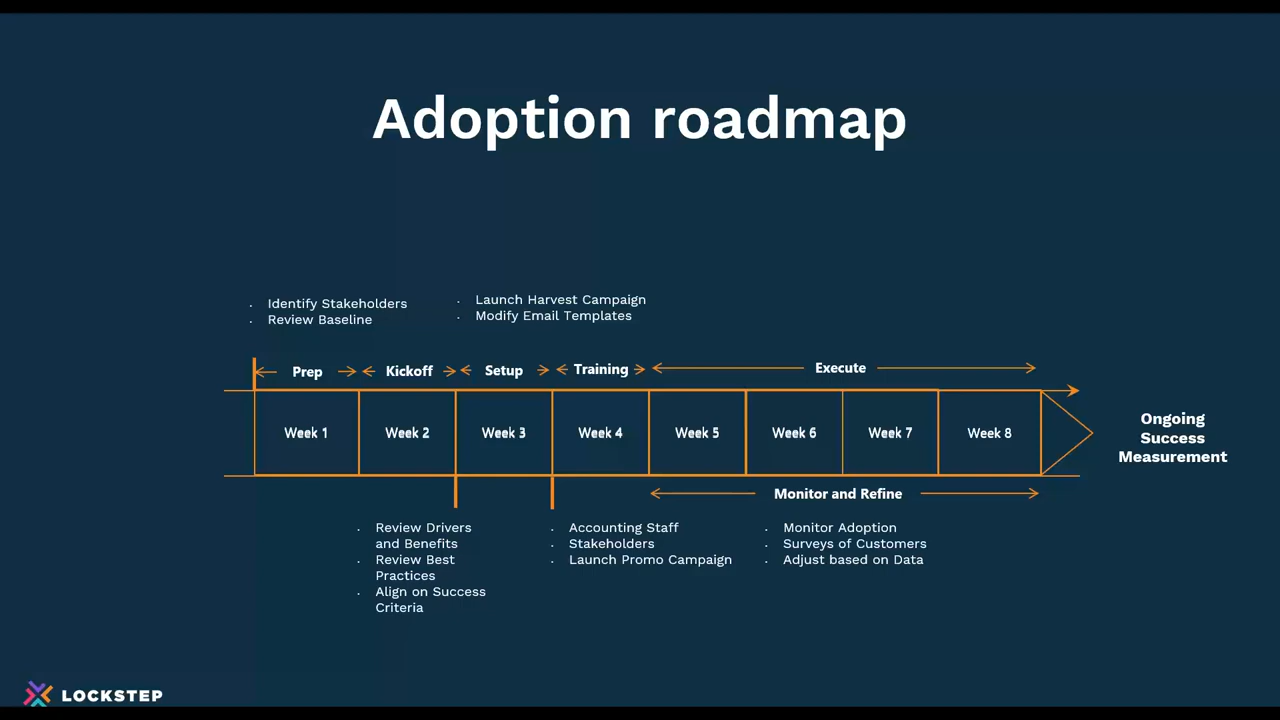 Adoption roadmap
Identify Stakeholders
Review Baseline
Launch Harvest Campaign
Modify Email Templates
Prep
Kickoff
Setup
Training
Execute
Week 1
Week 2
Week 3
Week 4
Week 5
Week 6
Week 7
Week 8
Ongoing
Success
Measurement
Monitor and Refine
Review Drivers
and Benefits
Review Best
Practices
Align on Success
Criteria
Accounting Staff
Stakeholders
Launch Promo Campaign
Monitor Adoption
Surveys of Customers
Adjust based on Data
LOCKSTEP